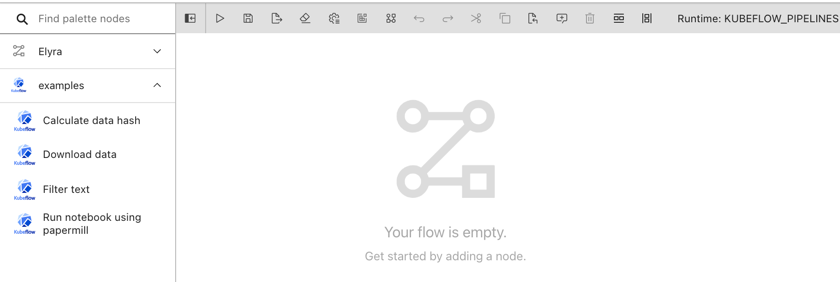 Find palette nodes
Runtime: KUBEFLOW_PIPELINES
Elyra
Kubeflow
examples
Kubeflow
Calculate data hash
Kubeflow
Download data
Kubeflow
Filter text
Kubeflow
Run notebook using
papermill
Your flow is empty.
Get started by adding a node.